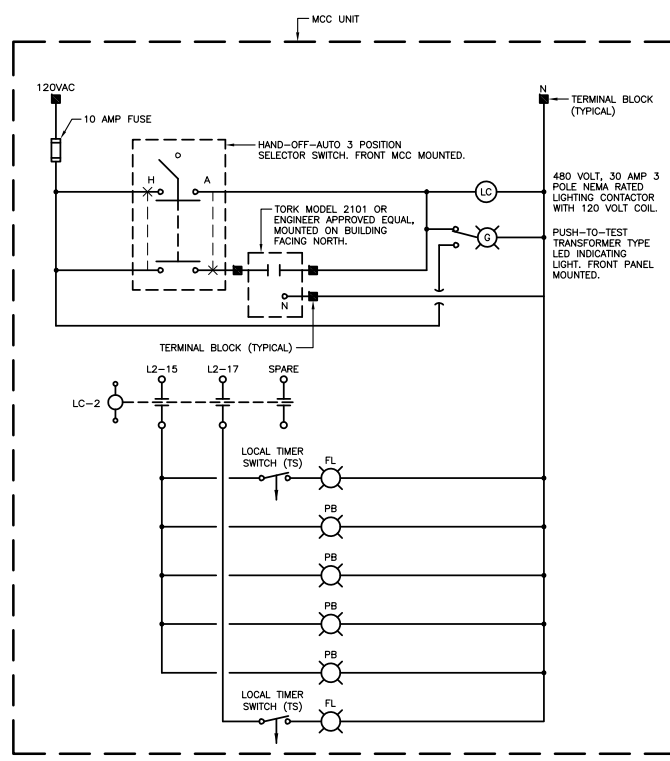 MCC UNIT
120VAC
N
10 AMP FUSE
TERMINAL BLOCK
(TYPICAL)
HAND-OFF-AUTO 3 POSITION
SELECTOR SWITCH. FRONT MCC MOUNTED.
O
H
A
LC
480 VOLT, 30 AMP 3
POLE NEMA RATED
LIGHTING CONTACTOR
WITH 120 VOLT COIL.
TORK MODEL 2101 OR
ENGINEER APPROVED EQUAL,
MOUNTED ON BUILDING
FACING NORTH.
G
PUSH-TO-TEST
TRANSFORMER TYPE
LED INDICATING
LIGHT. FRONT PANEL
MOUNTED.
N
TERMINAL BLOCK (TYPICAL)
L2-15
L2-17
SPARE
LC-2
LOCAL TIMER
SWITCH (TS)
FL
PB
PB
PB
PB
LOCAL TIMER
SWITCH (TS)
FL